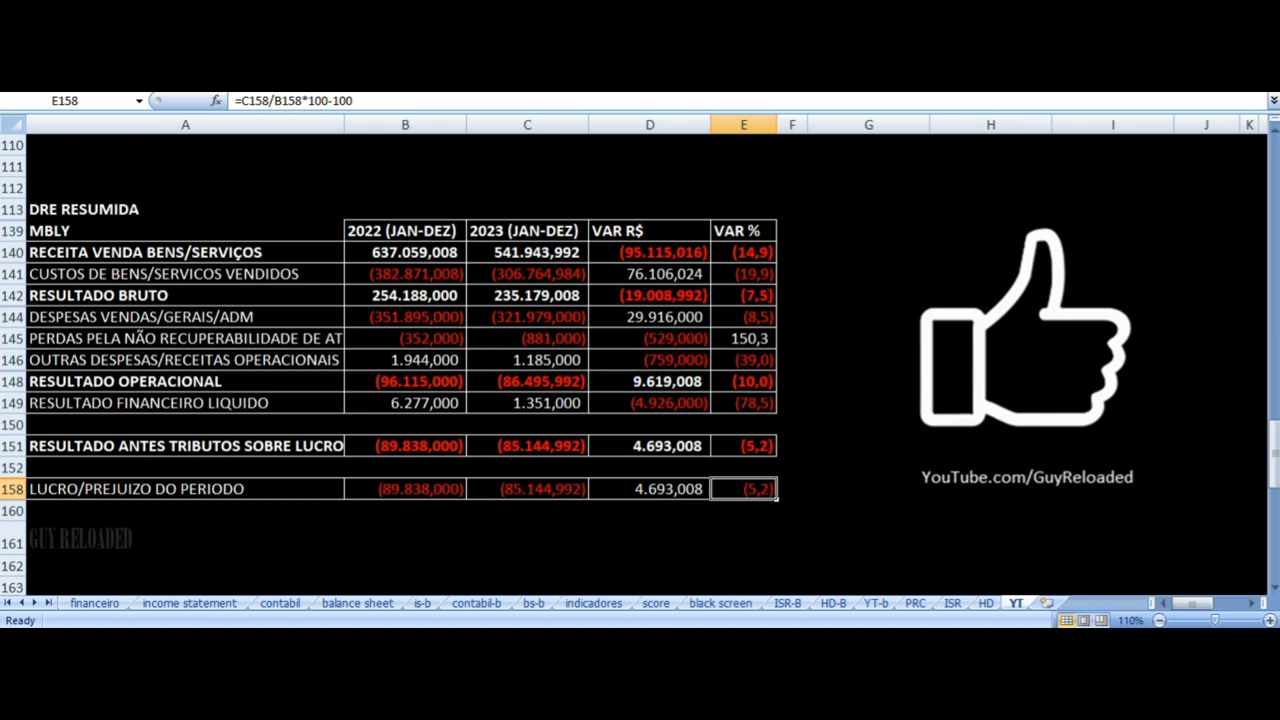 E158 fx =C158/B158*100-100
A B C D E F G H I J K
110
111
112
113 DRE RESUMIDA
139 MBLY 2022 (JAN-DEZ) 2023 (JAN-DEZ) VAR R$ VAR %
140 RECEITA VENDA BENS/SERVIÇOS 637.059,008 541.943,992 (95.115,016) (14,9)
141 CUSTOS DE BENS/SERVICOS VENDIDOS (382.871,008) (306.764,984) 76.106,024 (19,9)
142 RESULTADO BRUTO 254.188,000 235.179,008 (19.008,992) (7,5)
144 DESPESAS VENDAS/GERAIS/ADM (351.895,000) (321.979,000) 29.916,000 (8,5)
145 PERDAS PELA NÃO RECUPERABILIDADE DE AT (352,000) (881,000) (529,000) 150,3
146 OUTRAS DESPESAS/RECEITAS OPERACIONAIS 1.944,000 1.185,000 (759,000) (39,0)
148 RESULTADO OPERACIONAL (96.115,000) (86.495,992) 9.619,008 (10,0)
149 RESULTADO FINANCEIRO LIQUIDO 6.277,000 1.351,000 (4.926,000) (78,5)
150
151 RESULTADO ANTES TRIBUTOS SOBRE LUCRO (89.838,000) (85.144,992) 4.693,008 (5,2)
152
158 LUCRO/PREJUIZO DO PERIODO (89.838,000) (85.144,992) 4.693,008 (5,2)
160
161 GUY RELOADED
162
163
YouTube.com/GuyReloaded
financeiro income statement contabil balance sheet is-b contabil-b bs-b indicadores score black screen ISR-B HD-B YT-b PRC ISR HD YT
Ready 110%